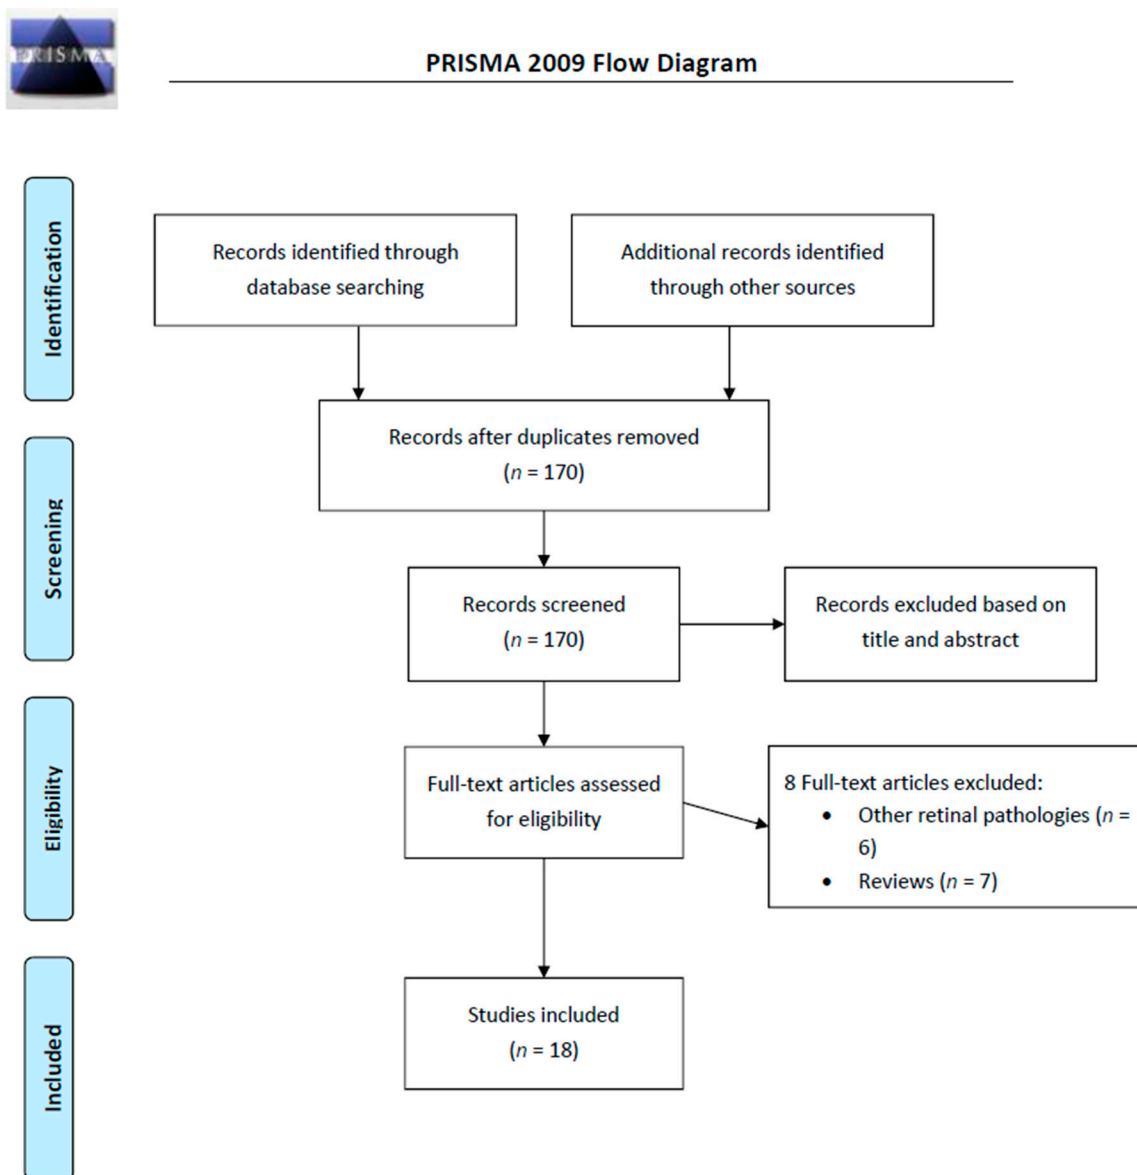 PRISMA
PRISMA 2009 Flow Diagram
Identification
Records identified through
database searching
Additional records identified
through other sources
Records after duplicates removed
(n = 170)
Screening
Records screened
(n = 170)
Records excluded based on
title and abstract
Eligibility
Full-text articles assessed
for eligibility
8 Full-text articles excluded:
• Other retinal pathologies (n =
6)
• Reviews (n = 7)
Included
Studies included
(n = 18)